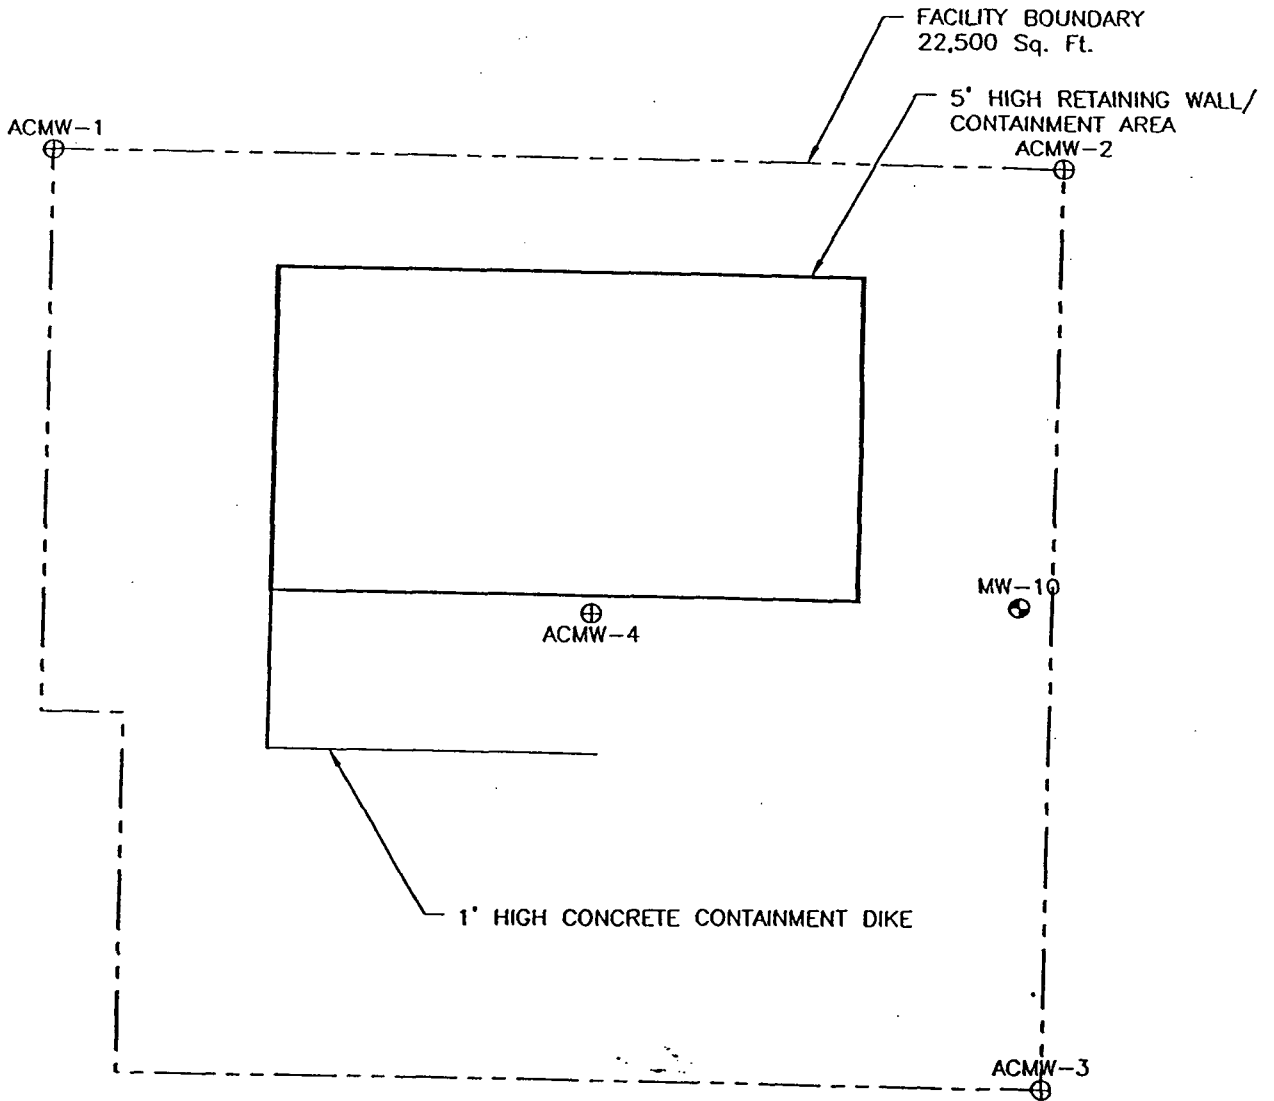 FACILITY BOUNDARY
22,500 Sq. Ft.
5' HIGH RETAINING WALL/
CONTAINMENT AREA
ACMW-1
ACMW-2
MW-10
ACMW-4
1' HIGH CONCRETE CONTAINMENT DIKE
ACMW-3